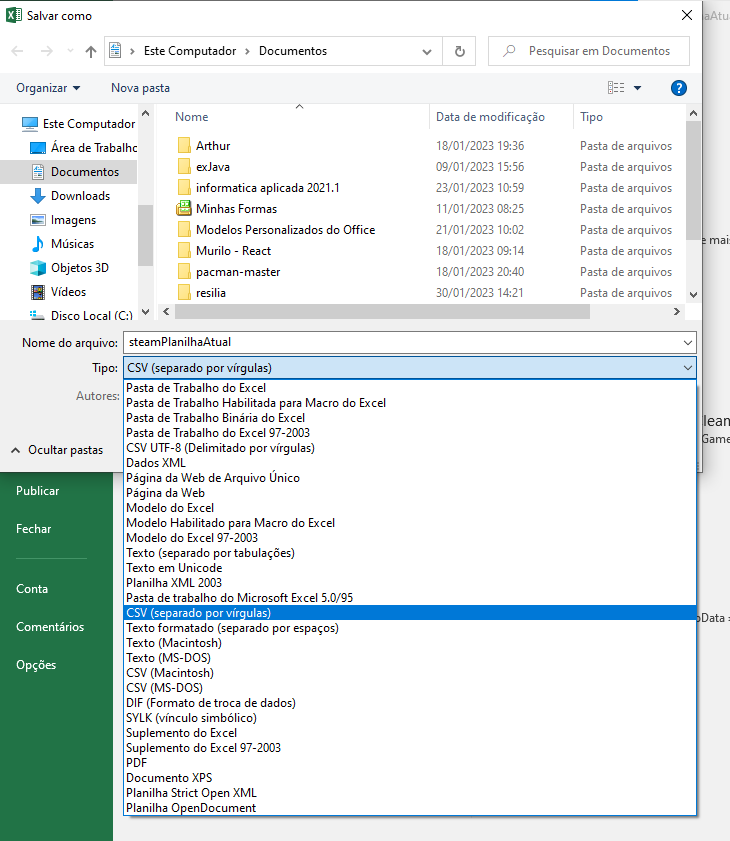 Salvar como
Este Computador > Documentos
Pesquisar em Documentos
Organizar
Nova pasta
Este Computador
Área de Trabalho
Documentos
Downloads
Imagens
Músicas
Objetos 3D
Vídeos
Disco Local (C:)
Nome Data de modificação Tipo
Arthur 18/01/2023 19:36 Pasta de arquivos
exJava 09/01/2023 15:56 Pasta de arquivos
informatica aplicada 2021.1 23/01/2023 10:59 Pasta de arquivos
Minhas Formas 11/01/2023 08:25 Pasta de arquivos
Modelos Personalizados do Office 21/01/2023 10:02 Pasta de arquivos
Murilo - React 18/01/2023 09:14 Pasta de arquivos
pacman-master 18/01/2023 20:40 Pasta de arquivos
resilia 30/01/2023 14:21 Pasta de arquivos
Nome do arquivo: steamPlanilhaAtual
Tipo: CSV (separado por vírgulas)
Autores:
Ocultar pastas
Pasta de Trabalho do Excel
Pasta de Trabalho Habilitada para Macro do Excel
Pasta de Trabalho Binária do Excel
Pasta de Trabalho do Excel 97-2003
CSV UTF-8 (Delimitado por vírgulas)
Dados XML
Página da Web de Arquivo Único
Página da Web
Modelo do Excel
Modelo Habilitado para Macro do Excel
Modelo do Excel 97-2003
Texto (separado por tabulações)
Texto em Unicode
Planilha XML 2003
Pasta de trabalho do Microsoft Excel 5.0/95
CSV (separado por vírgulas)
Texto formatado (separado por espaços)
Texto (Macintosh)
Texto (MS-DOS)
CSV (Macintosh)
CSV (MS-DOS)
DIF (Formato de troca de dados)
SYLK (vínculo simbólico)
Suplemento do Excel
Suplemento do Excel 97-2003
PDF
Documento XPS
Planilha Strict Open XML
Planilha OpenDocument
Publicar
Fechar
Conta
Comentários
Opções
e mais
Game